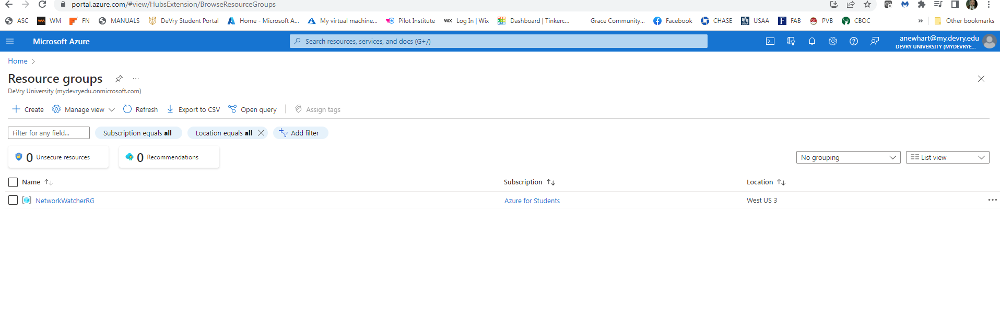 portal.azure.com/#view/HubsExtension/BrowseResourceGroups
ASC WM FN MANUALS DeVry Student Portal Home - Microsoft A... My virtual machine... Pilot Institute WIX Log In | Wix Dashboard | Tinkerc... Grace Community... Facebook CHASE USAA FAB PVB CBOC » Other bookmarks
Microsoft Azure Search resources, services, and docs (G+/) anewhart@my.devry.edu
DEVRY UNIVERSITY (MYDEVRYE...
Home >
Resource groups ...
DeVry University (mydevryedu.onmicrosoft.com)
+ Create Manage view Refresh Export to CSV Open query Assign tags
Filter for any field... Subscription equals all Location equals all Add filter
0 Unsecure resources 0 Recommendations No grouping List view
Name Subscription Location
NetworkWatcherRG Azure for Students West US 3 ...